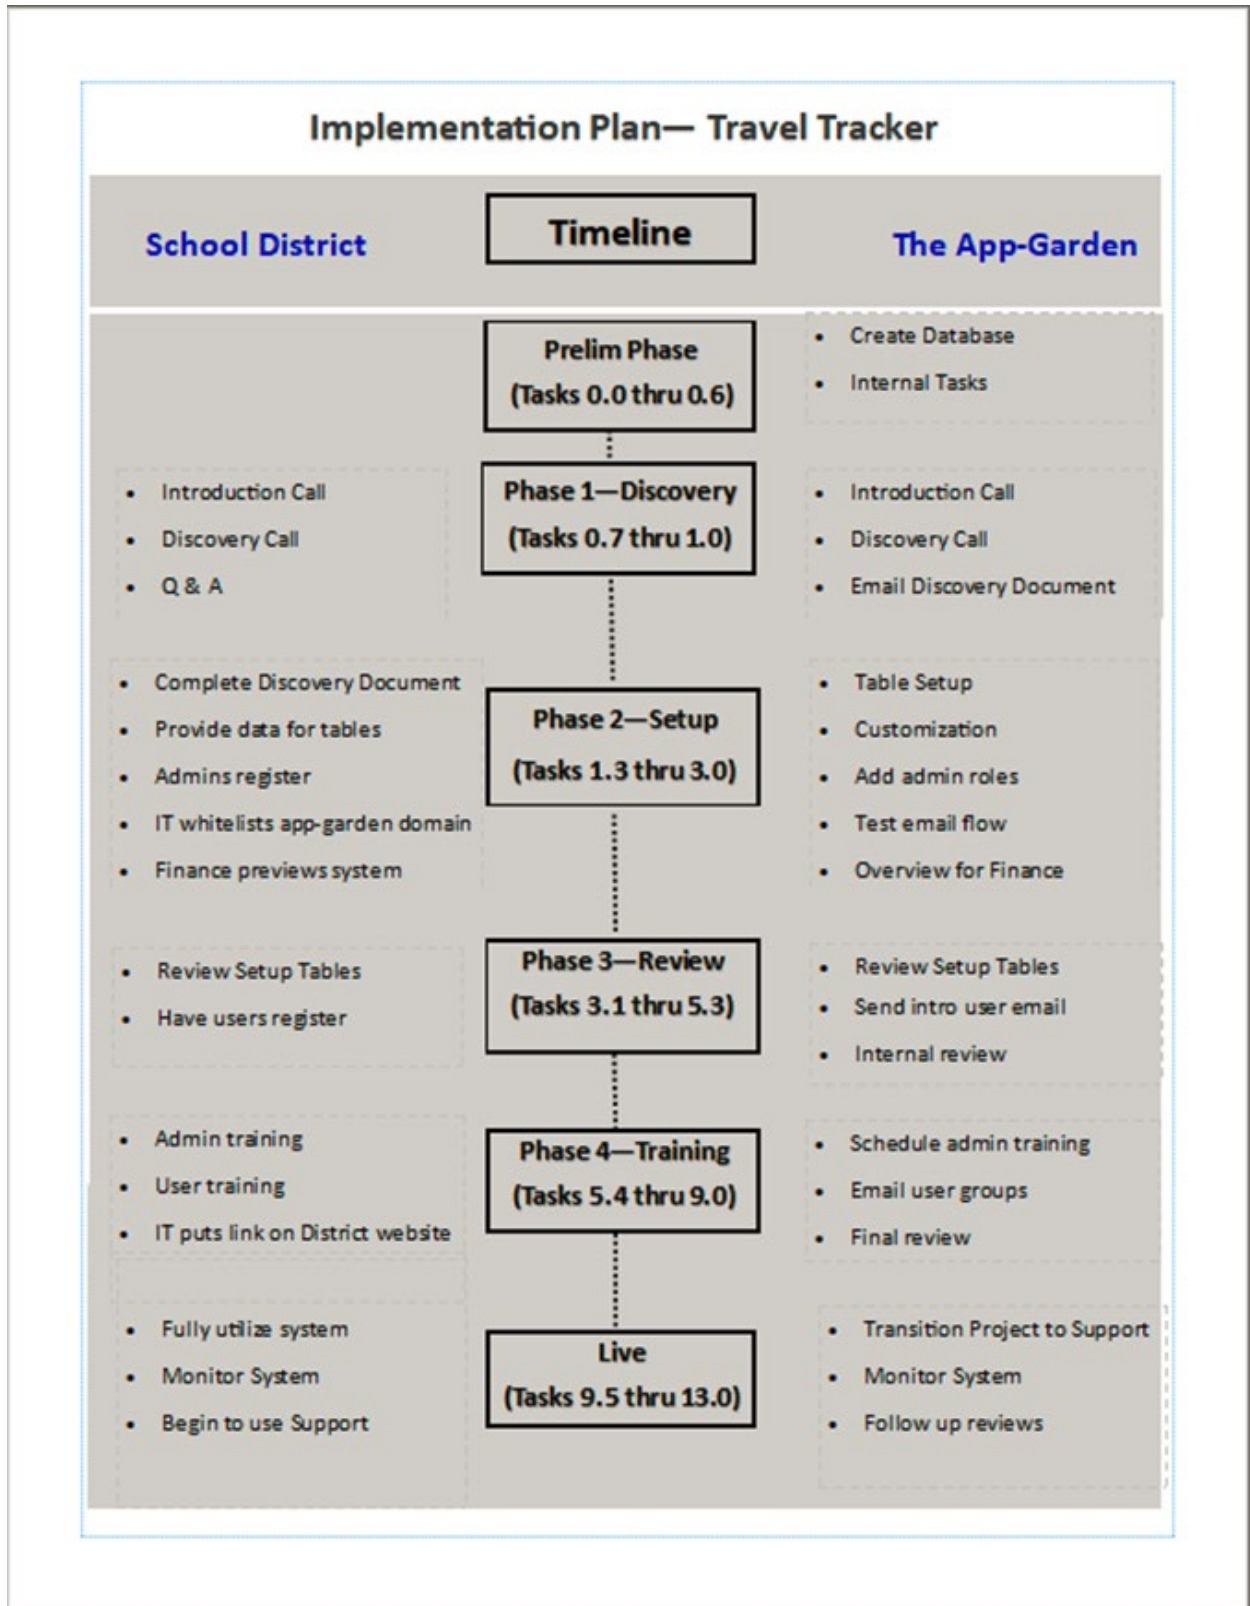 Implementation Plan— Travel Tracker
School District
Timeline
The App-Garden
Prelim Phase
(Tasks 0.0 thru 0.6)
• Create Database
• Internal Tasks
• Introduction Call
• Discovery Call
• Q & A
Phase 1—Discovery
(Tasks 0.7 thru 1.0)
• Introduction Call
• Discovery Call
• Email Discovery Document
• Complete Discovery Document
• Provide data for tables
• Admins register
• IT whitelists app-garden domain
• Finance previews system
Phase 2—Setup
(Tasks 1.3 thru 3.0)
• Table Setup
• Customization
• Add admin roles
• Test email flow
• Overview for Finance
• Review Setup Tables
• Have users register
Phase 3—Review
(Tasks 3.1 thru 5.3)
• Review Setup Tables
• Send intro user email
• Internal review
• Admin training
• User training
• IT puts link on District website
Phase 4—Training
(Tasks 5.4 thru 9.0)
• Schedule admin training
• Email user groups
• Final review
• Fully utilize system
• Monitor System
• Begin to use Support
Live
(Tasks 9.5 thru 13.0)
• Transition Project to Support
• Monitor System
• Follow up reviews